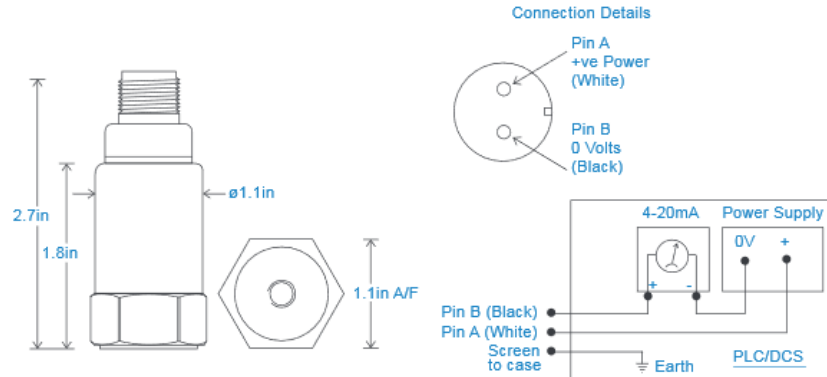 Connection Details
Pin A
+ve Power
(White)
Pin B
0 Volts
(Black)
2.7in
1.8in
ø1.1in
1.1in A/F
4-20mA
Power Supply
0V +
+ -
Pin B (Black)
Pin A (White)
Screen
to case
Earth
PLC/DCS